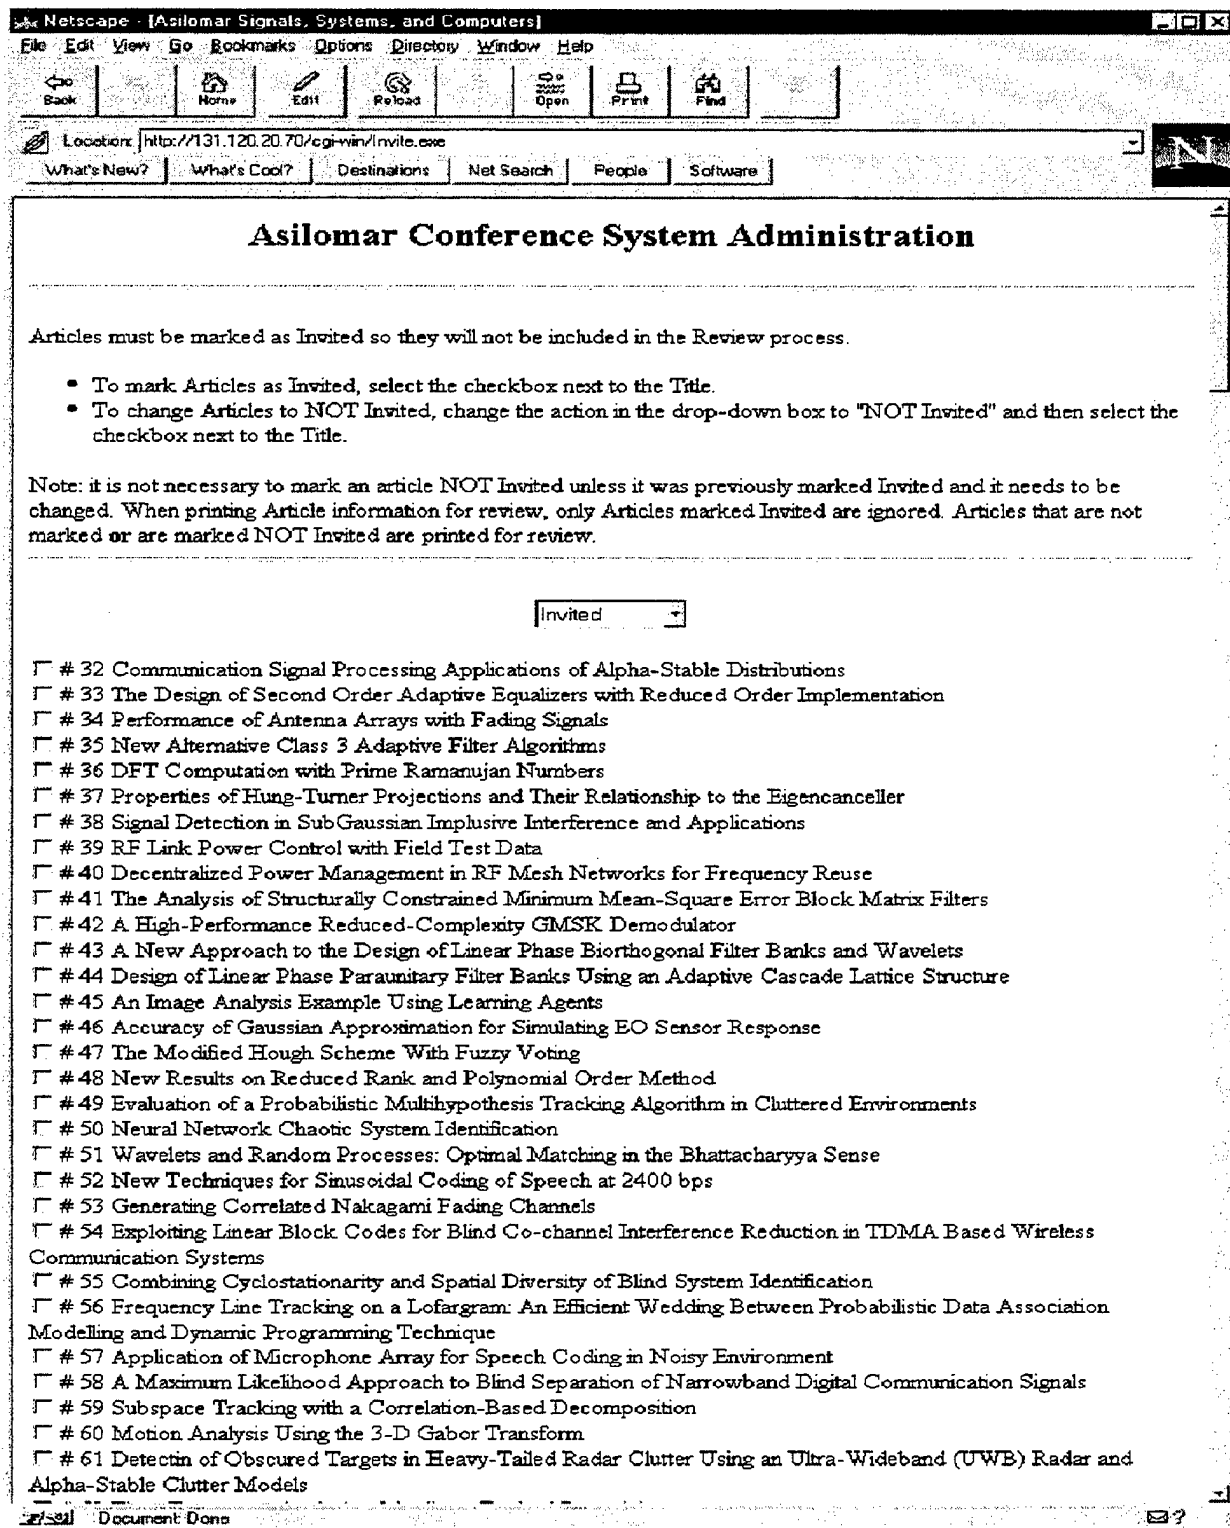 Netscape - [Asilomar Signals, Systems, and Computers]
File Edit View Go Bookmarks Options Directory Window Help
Back Home Edit Reload Open Print Find
Location: http://131.120.20.70/cgi-win/Invite.exe
What's New? What's Cool? Destinations Net Search People Software
Asilomar Conference System Administration
Articles must be marked as Invited so they will not be included in the Review process.
• To mark Articles as Invited, select the checkbox next to the Title.
• To change Articles to NOT Invited, change the action in the drop-down box to "NOT Invited" and then select the
checkbox next to the Title.
Note: it is not necessary to mark an article NOT Invited unless it was previously marked Invited and it needs to be
changed. When printing Article information for review, only Articles marked Invited are ignored. Articles that are not
marked or are marked NOT Invited are printed for review.
Invited
# 32 Communication Signal Processing Applications of Alpha-Stable Distributions
# 33 The Design of Second Order Adaptive Equalizers with Reduced Order Implementation
# 34 Performance of Antenna Arrays with Fading Signals
# 35 New Alternative Class 3 Adaptive Filter Algorithms
# 36 DFT Computation with Prime Ramanujan Numbers
# 37 Properties of Hung-Turner Projections and Their Relationship to the Eigencanceller
# 38 Signal Detection in SubGaussian Implusive Interference and Applications
# 39 RF Link Power Control with Field Test Data
# 40 Decentralized Power Management in RF Mesh Networks for Frequency Reuse
# 41 The Analysis of Structurally Constrained Minimum Mean-Square Error Block Matrix Filters
# 42 A High-Performance Reduced-Complexity GMSK Demodulator
# 43 A New Approach to the Design of Linear Phase Biorthogonal Filter Banks and Wavelets
# 44 Design of Linear Phase Paraunitary Filter Banks Using an Adaptive Cascade Lattice Structure
# 45 An Image Analysis Example Using Learning Agents
# 46 Accuracy of Gaussian Approximation for Simulating EO Sensor Response
# 47 The Modified Hough Scheme With Fuzzy Voting
# 48 New Results on Reduced Rank and Polynomial Order Method
# 49 Evaluation of a Probabilistic Multihypothesis Tracking Algorithm in Cluttered Environments
# 50 Neural Network Chaotic System Identification
# 51 Wavelets and Random Processes: Optimal Matching in the Bhattacharyya Sense
# 52 New Techniques for Sinusoidal Coding of Speech at 2400 bps
# 53 Generating Correlated Nakagami Fading Channels
# 54 Exploiting Linear Block Codes for Blind Co-channel Interference Reduction in TDMA Based Wireless
Communication Systems
# 55 Combining Cyclostationarity and Spatial Diversity of Blind System Identification
# 56 Frequency Line Tracking on a Lofargram: An Efficient Wedding Between Probabilistic Data Association
Modelling and Dynamic Programming Technique
# 57 Application of Microphone Array for Speech Coding in Noisy Environment
# 58 A Maximum Likelihood Approach to Blind Separation of Narrowband Digital Communication Signals
# 59 Subspace Tracking with a Correlation-Based Decomposition
# 60 Motion Analysis Using the 3-D Gabor Transform
# 61 Detectin of Obscured Targets in Heavy-Tailed Radar Clutter Using an Ultra-Wideband (UWB) Radar and
Alpha-Stable Clutter Models
Document: Done